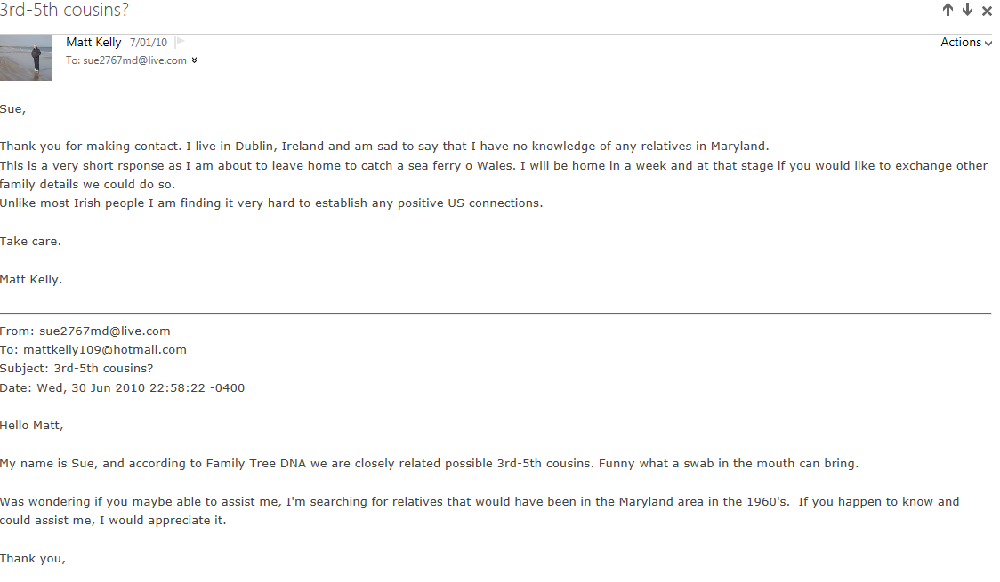 3rd-5th cousins?
Matt Kelly 7/01/10
Actions
To: sue2767md@live.com
Sue,
Thank you for making contact. I live in Dublin, Ireland and am sad to say that I have no knowledge of any relatives in Maryland.
This is a very short rsponse as I am about to leave home to catch a sea ferry o Wales. I will be home in a week and at that stage if you would like to exchange other
family details we could do so.
Unlike most Irish people I am finding it very hard to establish any positive US connections.
Take care.
Matt Kelly.
From: sue2767md@live.com
To: mattkelly109@hotmail.com
Subject: 3rd-5th cousins?
Date: Wed, 30 Jun 2010 22:58:22 -0400
Hello Matt,
My name is Sue, and according to Family Tree DNA we are closely related possible 3rd-5th cousins. Funny what a swab in the mouth can bring.
Was wondering if you maybe able to assist me, I'm searching for relatives that would have been in the Maryland area in the 1960's.  If you happen to know and
could assist me, I would appreciate it.
Thank you,